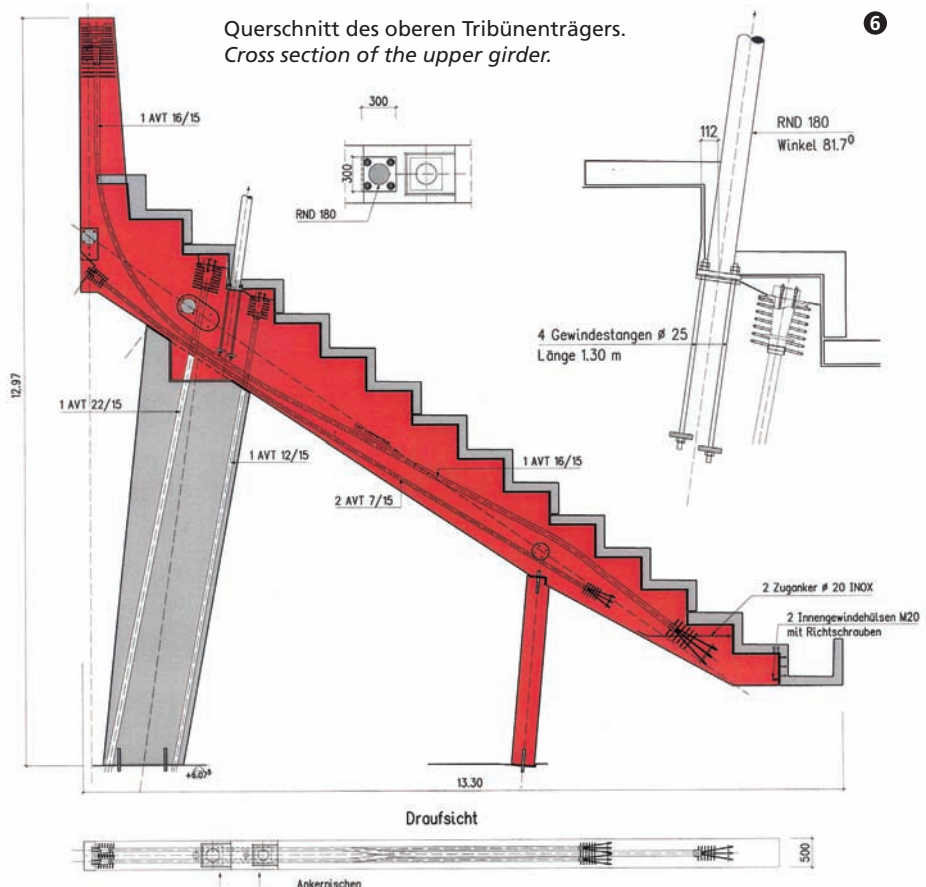 Querschnitt des oberen Tribünenträgers.
Cross section of the upper girder.
6
300
300
RND 180
1 AVT 16/15
112
RND 180
Winkel 81.7⁰
4 Gewindestangen ø 25
Länge 1.30 m
12.97
1 AVT 22/15
1 AVT 12/15
1 AVT 16/15
2 AVT 7/15
2 Zuganker ø 20 INOX
2 Innengewindehülsen M20
mit Richtschrauben
+6.07⁵
13.30
Draufsicht
500
Ankernischen